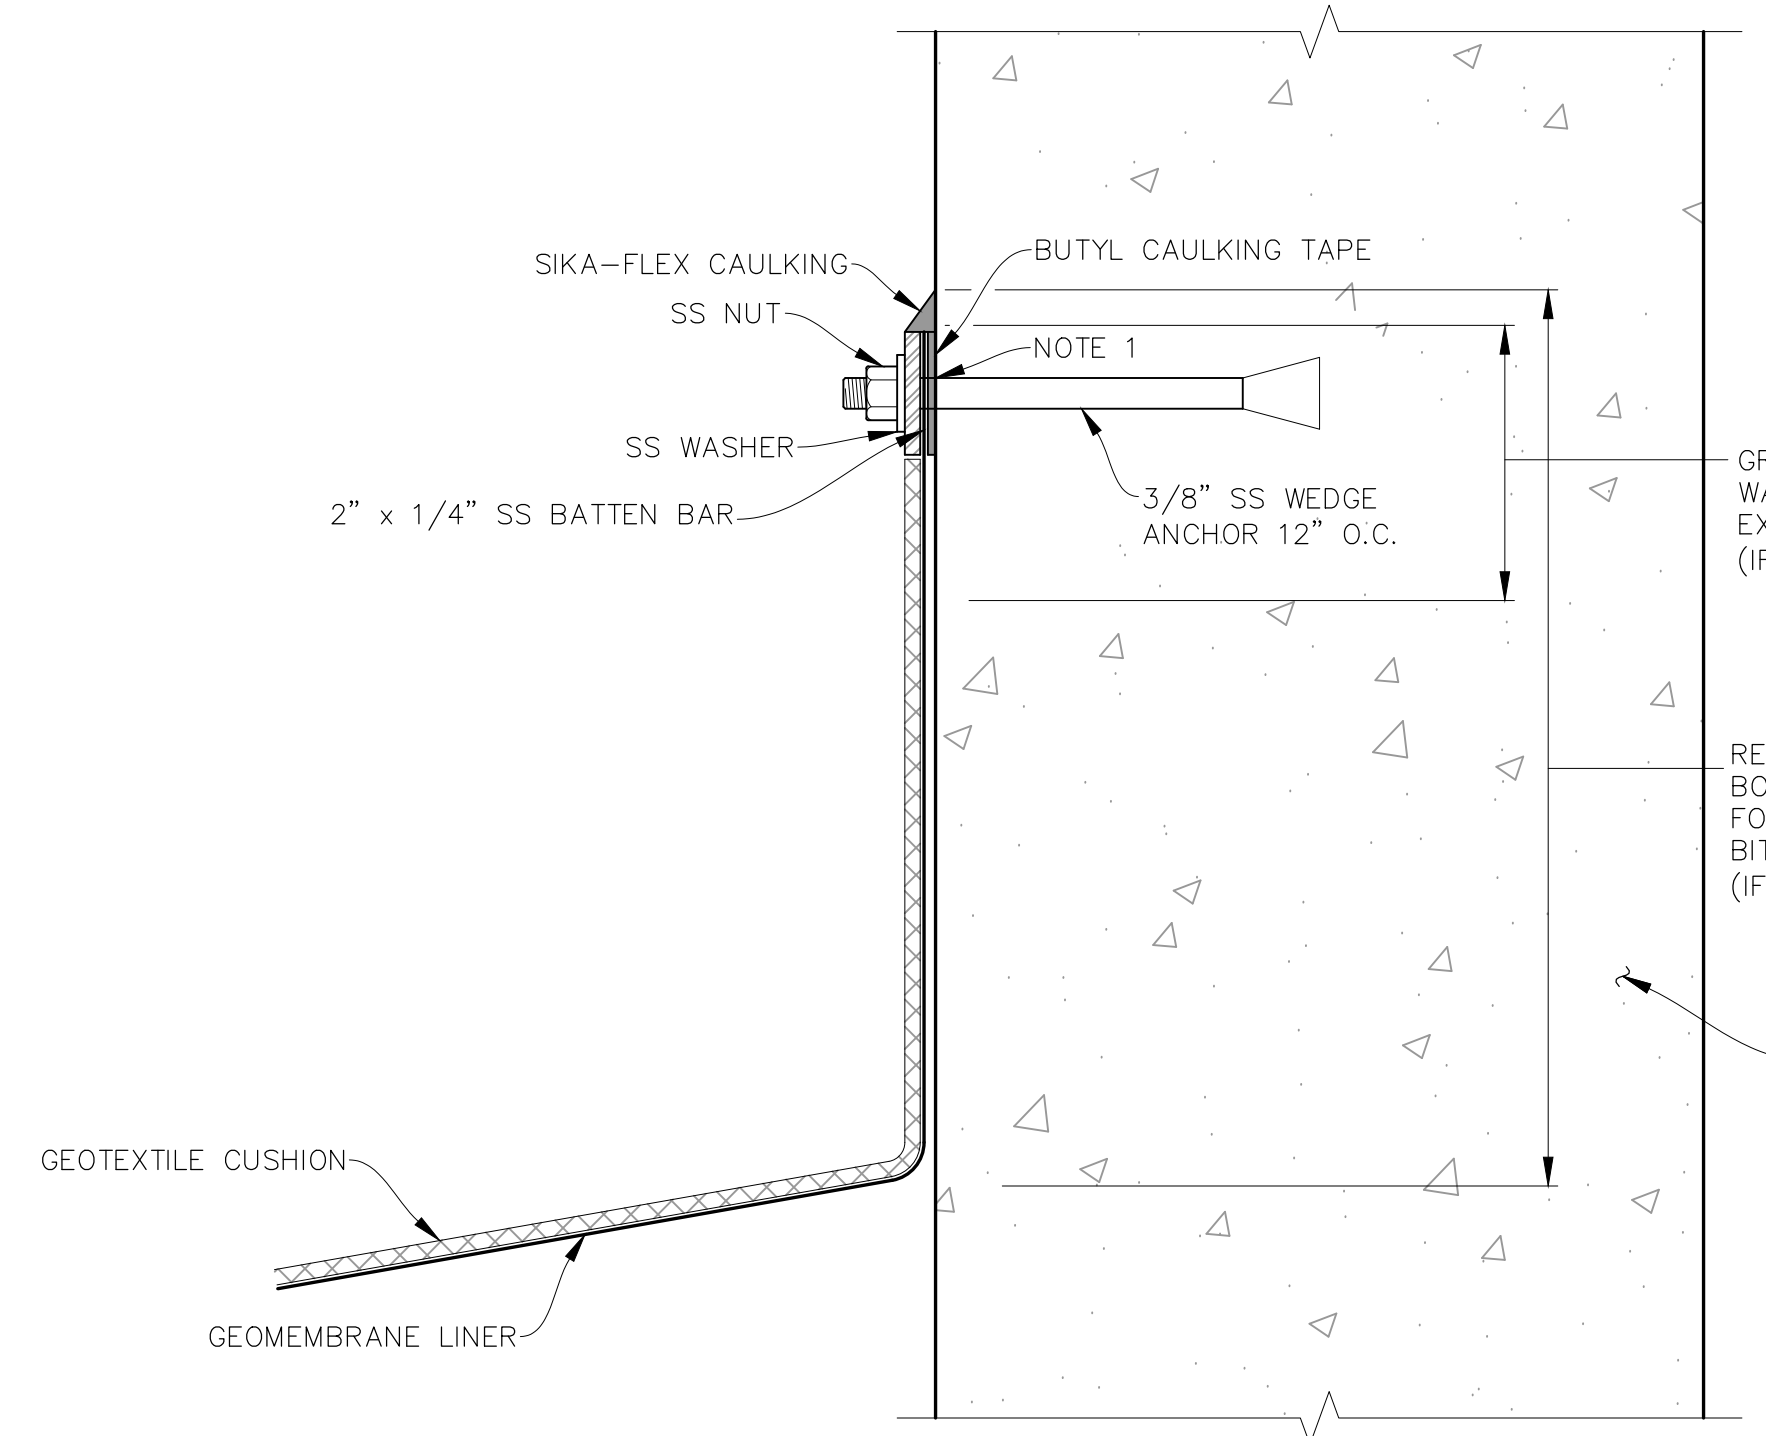 SIKA-FLEX CAULKING
BUTYL CAULKING TAPE
SS NUT
NOTE 1
SS WASHER
2” x 1/4” SS BATTEN BAR
3/8” SS WEDGE
ANCHOR 12” O.C.
GEOTEXTILE CUSHION
GEOMEMBRANE LINER